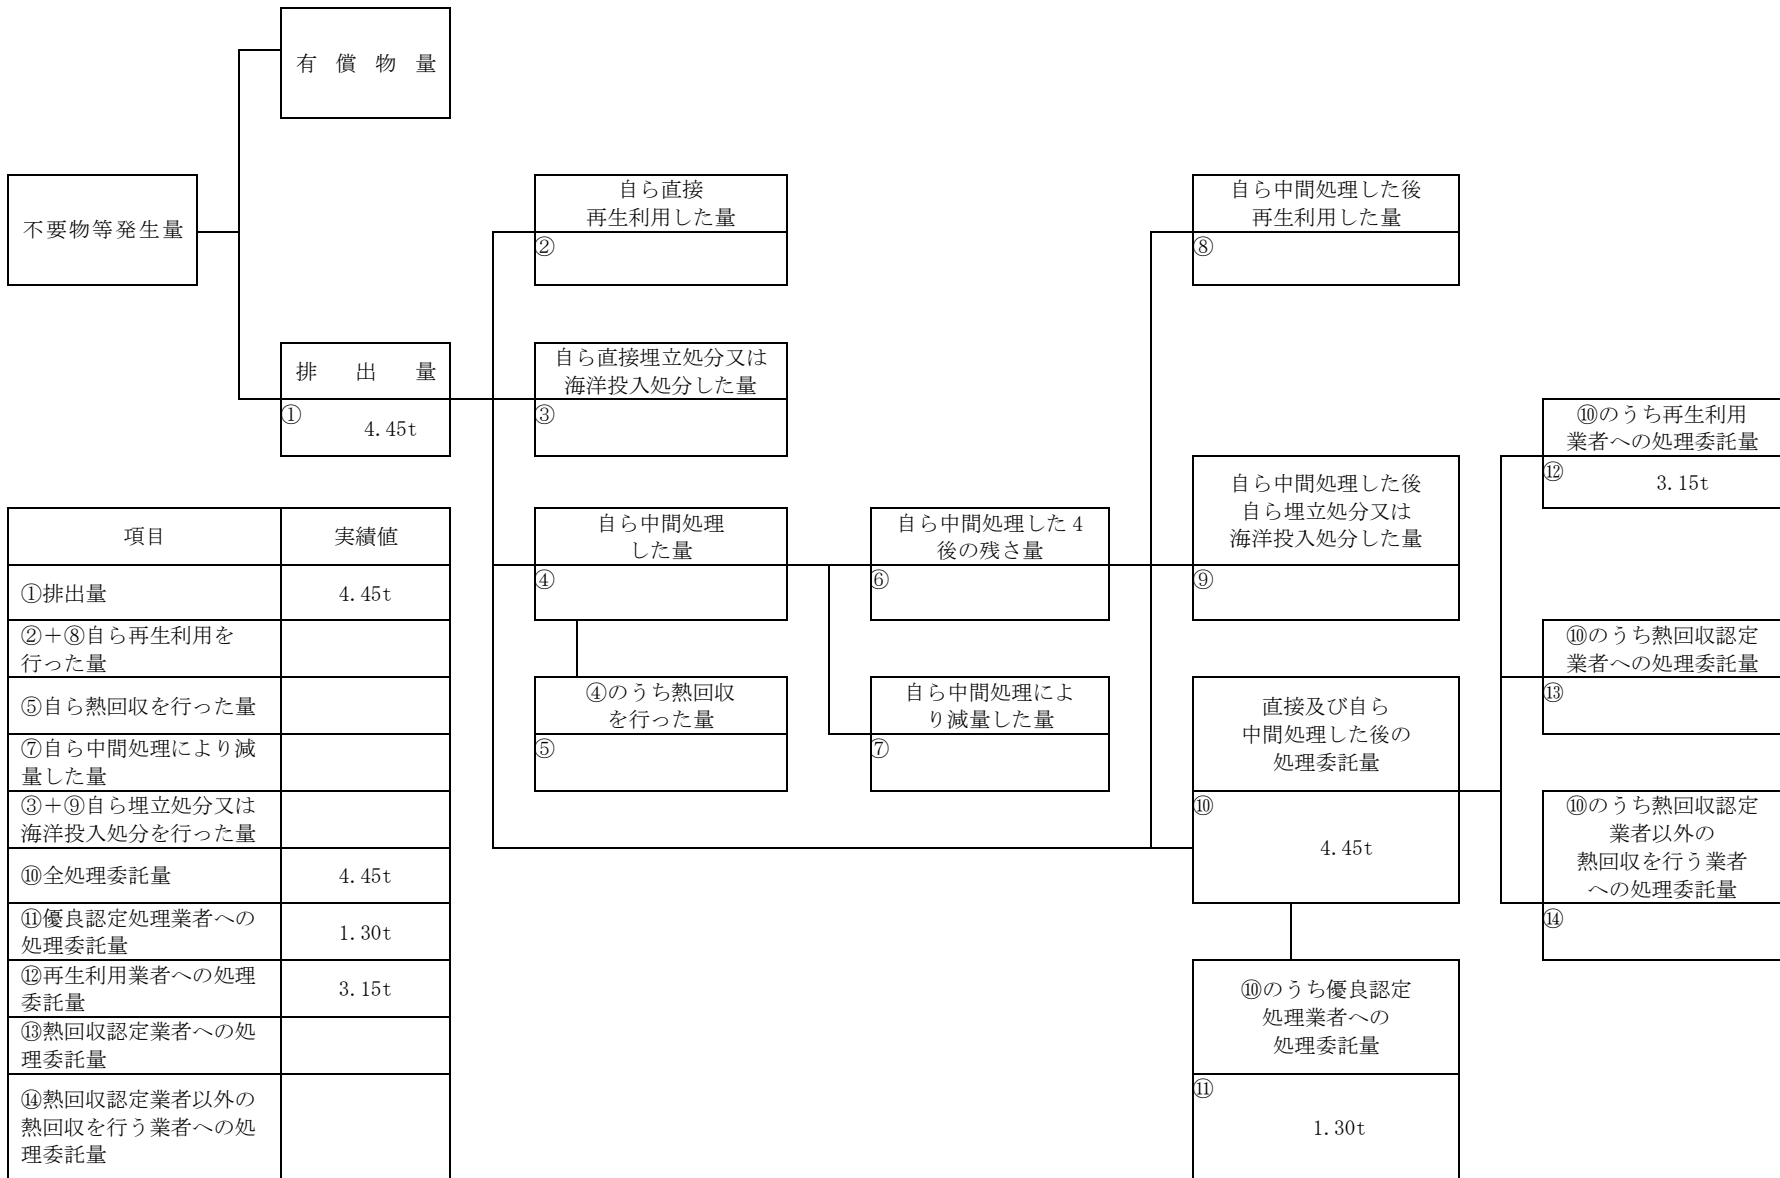 有償物量
不要物等発生量
排出量
①
4.45t
自ら直接
再生利用した量
②
自ら直接埋立処分又は
海洋投入処分した量
③
自ら中間処理
した量
④
④のうち熱回収
を行った量
⑤
自ら中間処理した4
後の残さ量
⑥
自ら中間処理によ
り減量した量
⑦
自ら中間処理した後
再生利用した量
⑧
自ら中間処理した後
自ら埋立処分又は
海洋投入処分した量
⑨
直接及び自ら
中間処理した後の
処理委託量
⑩
4.45t
⑩のうち優良認定
処理業者への
処理委託量
⑪
1.30t
⑩のうち再生利用
業者への処理委託量
⑫
3.15t
⑩のうち熱回収認定
業者への処理委託量
⑬
⑩のうち熱回収認定
業者以外の
熱回収を行う業者
への処理委託量
⑭
項目 実績値
①排出量 4.45t
②＋⑧自ら再生利用を
行った量
⑤自ら熱回収を行った量
⑦自ら中間処理により減
量した量
③＋⑨自ら埋立処分又は
海洋投入処分を行った量
⑩全処理委託量 4.45t
⑪優良認定処理業者への
処理委託量 1.30t
⑫再生利用業者への処理
委託量 3.15t
⑬熱回収認定業者への処
理委託量
⑭熱回収認定業者以外の
熱回収を行う業者への処
理委託量